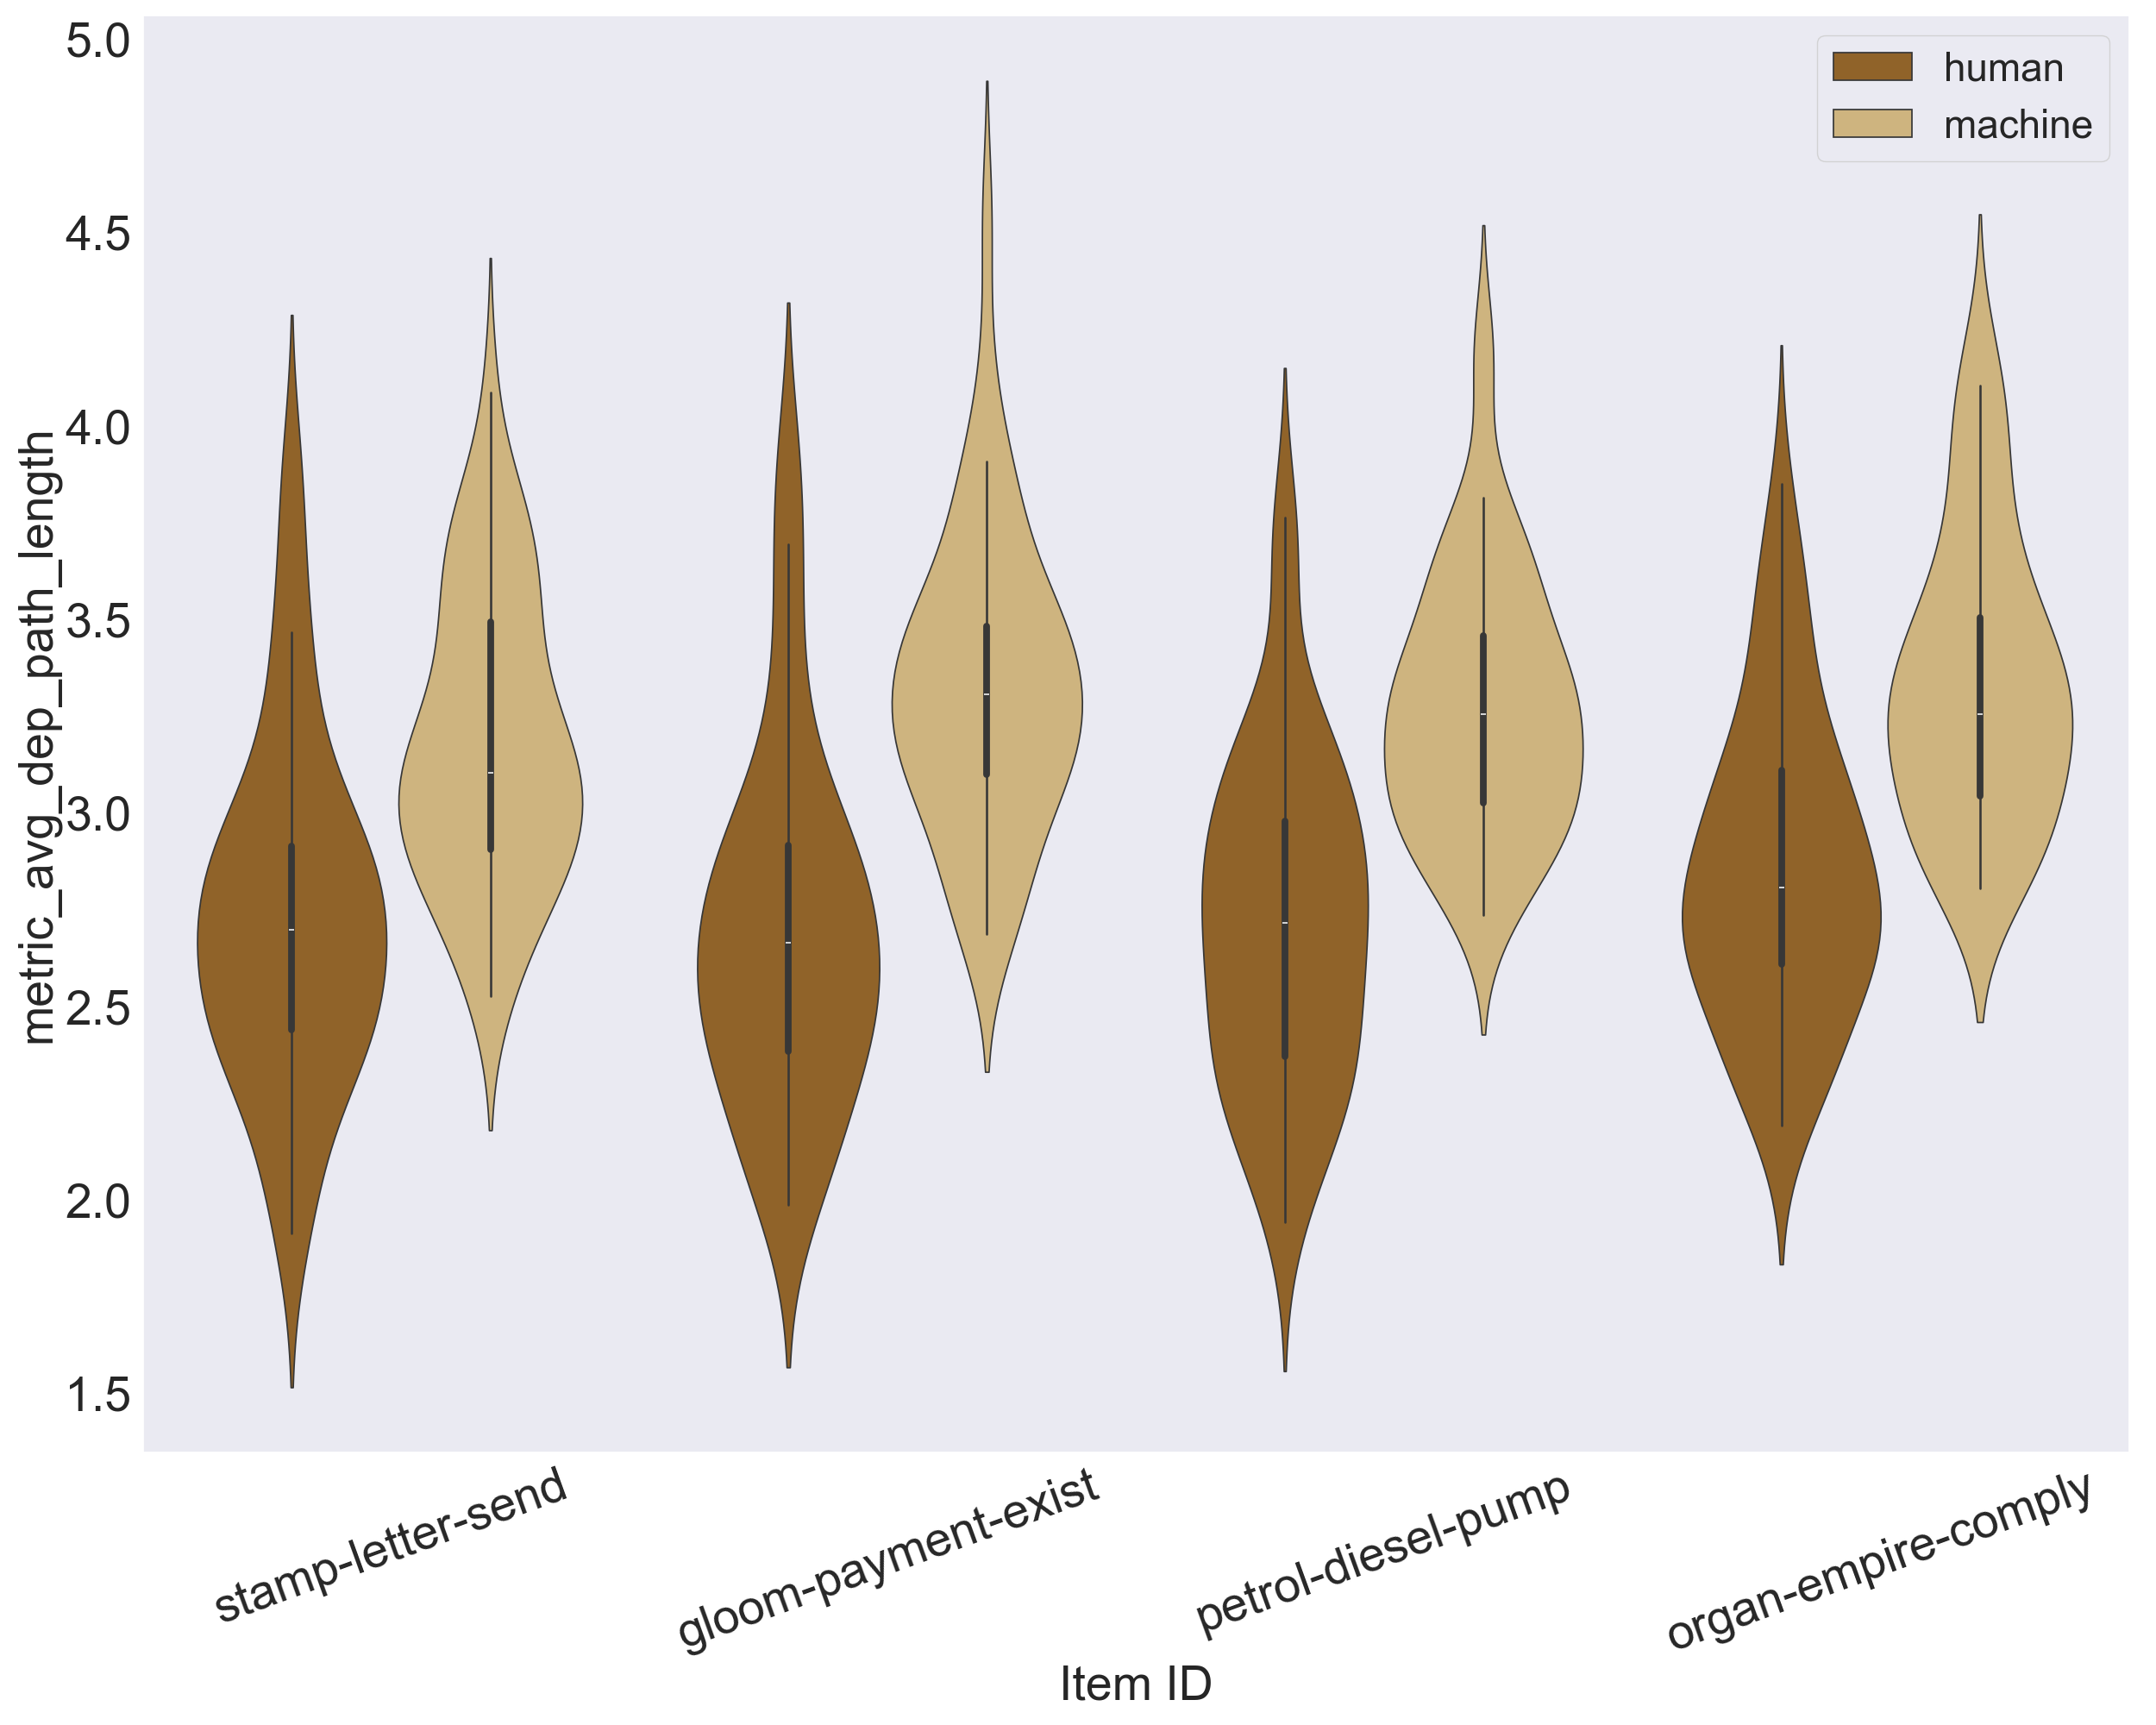 metric_avg_dep_path_length
5.0
4.5
4.0
3.5
3.0
2.5
2.0
1.5
human
machine
stamp-letter-send
gloom-payment-exist
petrol-diesel-pump
organ-empire-comply
Item ID